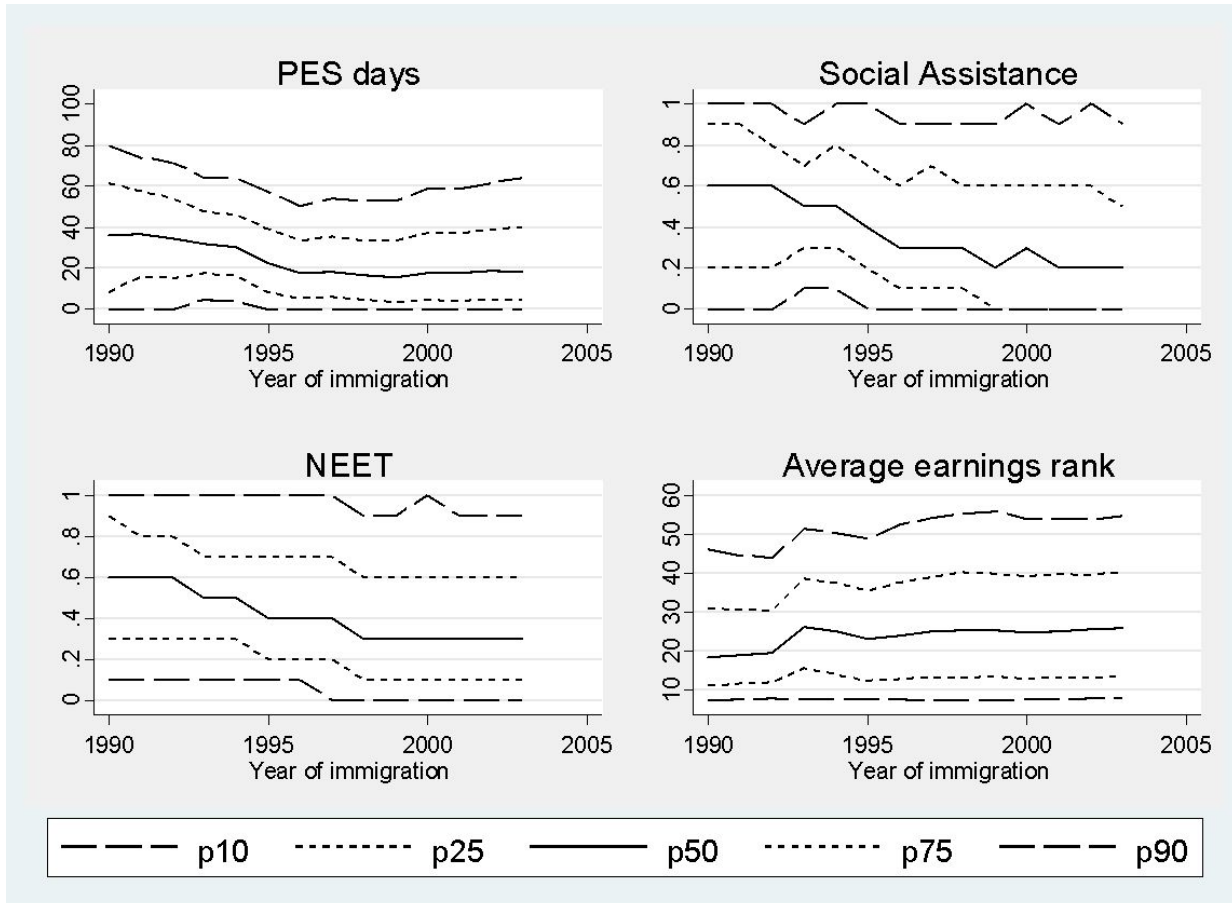 PES days
100
80
60
40
20
0
1990 1995 2000 2005
Year of immigration
Social Assistance
1
.8
.6
.4
.2
0
1990 1995 2000 2005
Year of immigration
NEET
1
.8
.6
.4
.2
0
1990 1995 2000 2005
Year of immigration
Average earnings rank
60
50
40
30
20
10
1990 1995 2000 2005
Year of immigration
p10 p25 p50 p75 p90